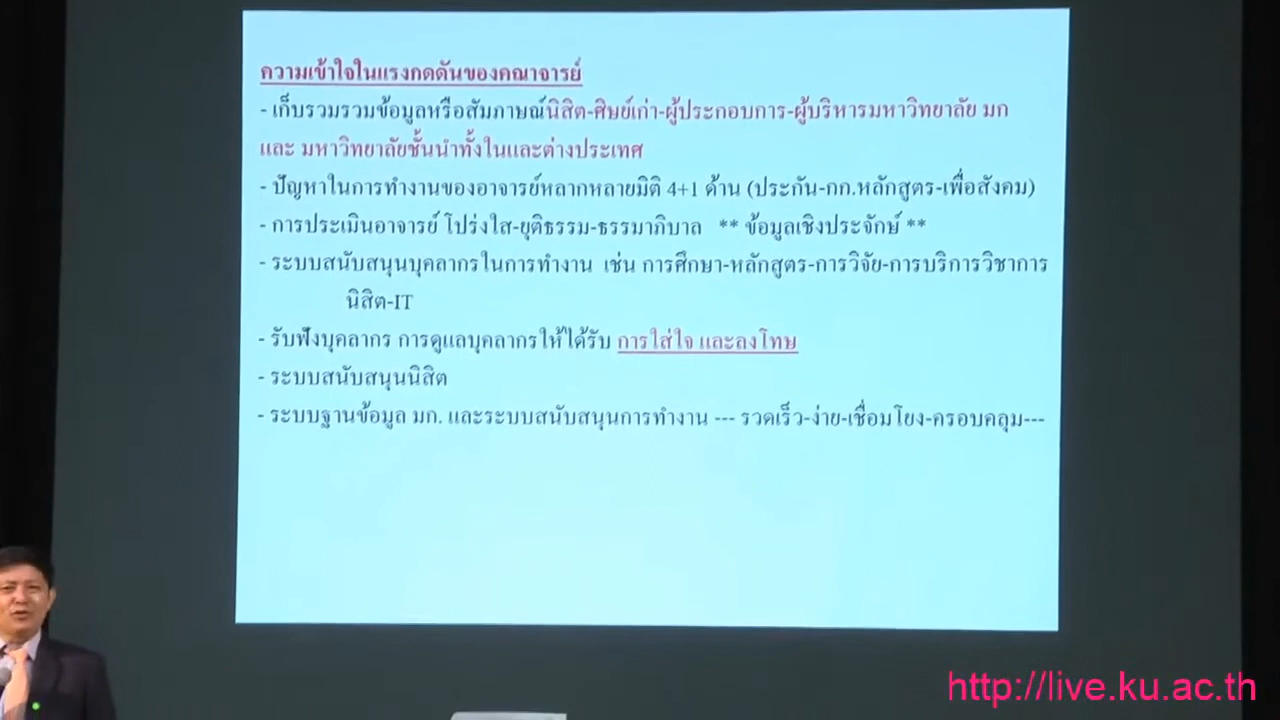 ความเข้าใจในแรงกดดันของคณาจารย์
- เก็บรวมรวมข้อมูลหรือสัมภาษณ์นิสิต-ศิษย์เก่า-ผู้ประกอบการ-ผู้บริหารมหาวิทยาลัย มก
และ มหาวิทยาลัยชั้นนำทั้งในและต่างประเทศ
- ปัญหาในการทำงานของอาจารย์หลากหลายมิติ 4+1 ด้าน (ประกัน-กก.หลักสูตร-เพื่อสังคม)
- การประเมินอาจารย์ โปร่งใส-ยุติธรรม-ธรรมาภิบาล ** ข้อมูลเชิงประจักษ์ **
- ระบบสนับสนุนบุคลากรในการทำงาน เช่น การศึกษา-หลักสูตร-การวิจัย-การบริการวิชาการ
นิสิต-IT
- รับฟังบุคลากร การดูแลบุคลากรให้ได้รับ การใส่ใจ และลงโทษ
- ระบบสนับสนุนนิสิต
- ระบบฐานข้อมูล มก. และระบบสนับสนุนการทำงาน --- รวดเร็ว-ง่าย-เชื่อมโยง-ครอบคลุม---
http://live.ku.ac.th